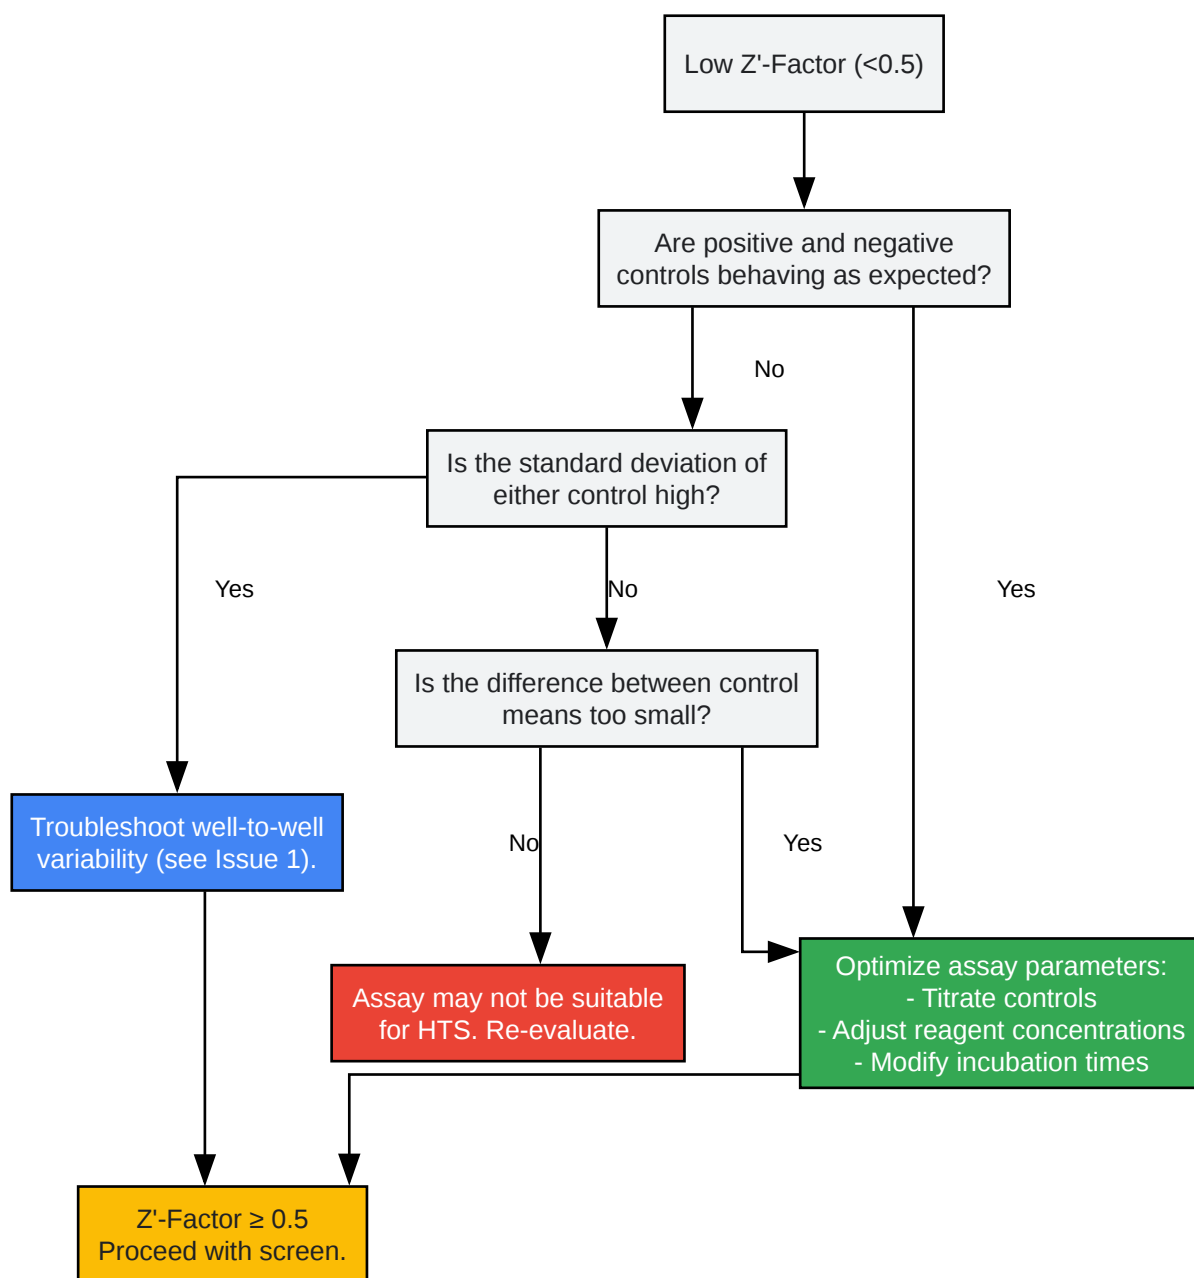 Low Z'-Factor (<0.5)
Are positive and negative
controls behaving as expected?
No
Is the standard deviation of
either control high?
Yes
No
Yes
Is the difference between control
means too small?
Troubleshoot well-to-well
variability (see Issue 1).
No
Yes
Assay may not be suitable
for HTS. Re-evaluate.
Optimize assay parameters:
- Titrate controls
- Adjust reagent concentrations
- Modify incubation times
Z'-Factor ≥ 0.5
Proceed with screen.